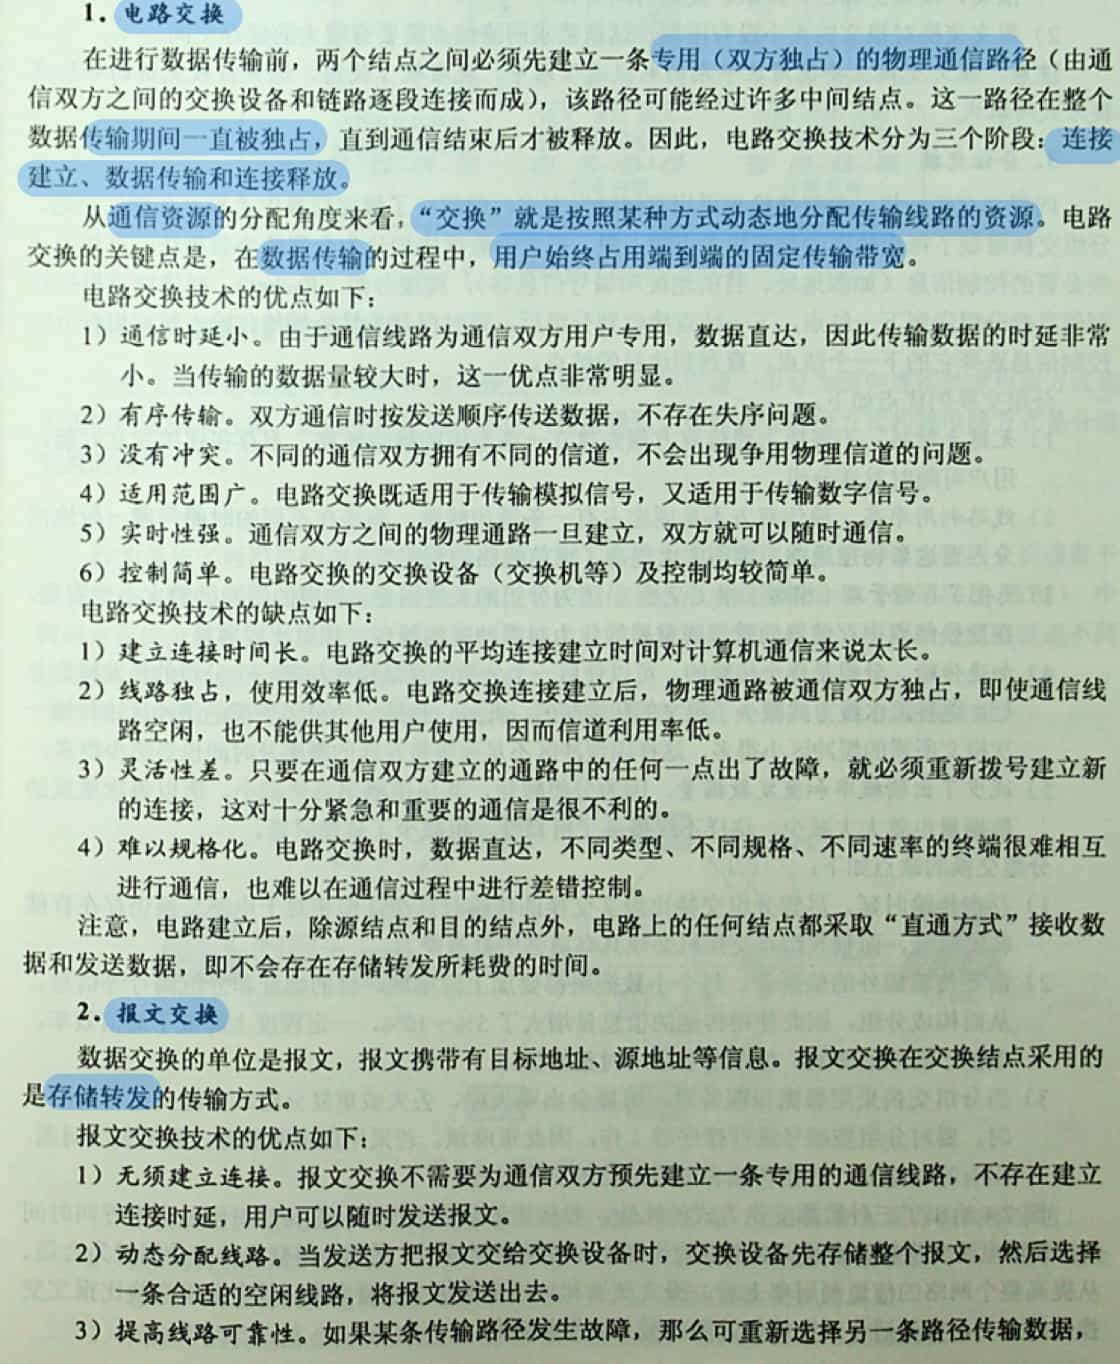 1. 电路交换
在进行数据传输前，两个结点之间必须先建立一条专用（双方独占）的物理通信路径（由通
信双方之间的交换设备和链路逐段连接而成），该路径可能经过许多中间结点。这一路径在整个
数据传输期间一直被独占，直到通信结束后才被释放。因此，电路交换技术分为三个阶段：连接
建立、数据传输和连接释放。
从通信资源的分配角度来看，“交换”就是按照某种方式动态地分配传输线路的资源。电路
交换的关键点是，在数据传输的过程中，用户始终占用端到端的固定传输带宽。
电路交换技术的优点如下：
1）通信时延小。由于通信线路为通信双方用户专用，数据直达，因此传输数据的时延非常
小。当传输的数据量较大时，这一优点非常明显。
2）有序传输。双方通信时按发送顺序传送数据，不存在失序问题。
3）没有冲突。不同的通信双方拥有不同的信道，不会出现争用物理信道的问题。
4）适用范围广。电路交换既适用于传输模拟信号，又适用于传输数字信号。
5）实时性强。通信双方之间的物理通路一旦建立，双方就可以随时通信。
6）控制简单。电路交换的交换设备（交换机等）及控制均较简单。
电路交换技术的缺点如下：
1）建立连接时间长。电路交换的平均连接建立时间对计算机通信来说太长。
2）线路独占，使用效率低。电路交换连接建立后，物理通路被通信双方独占，即使通信线
路空闲，也不能供其他用户使用，因而信道利用率低。
3）灵活性差。只要在通信双方建立的通路中的任何一点出了故障，就必须重新拨号建立新
的连接，这对十分紧急和重要的通信是很不利的。
4）难以规格化。电路交换时，数据直达，不同类型、不同规格、不同速率的终端很难相互
进行通信，也难以在通信过程中进行差错控制。
注意，电路建立后，除源结点和目的结点外，电路上的任何结点都采取“直通方式”接收数
据和发送数据，即不会存在存储转发所耗费的时间。
2. 报文交换
数据交换的单位是报文，报文携带有目标地址、源地址等信息。报文交换在交换结点采用的
是存储转发的传输方式。
报文交换技术的优点如下：
1）无须建立连接。报文交换不需要为通信双方预先建立一条专用的通信线路，不存在建立
连接时延，用户可以随时发送报文。
2）动态分配线路。当发送方把报文交给交换设备时，交换设备先存储整个报文，然后选择
一条合适的空闲线路，将报文发送出去。
3）提高线路可靠性。如果某条传输路径发生故障，那么可重新选择另一条路径传输数据，